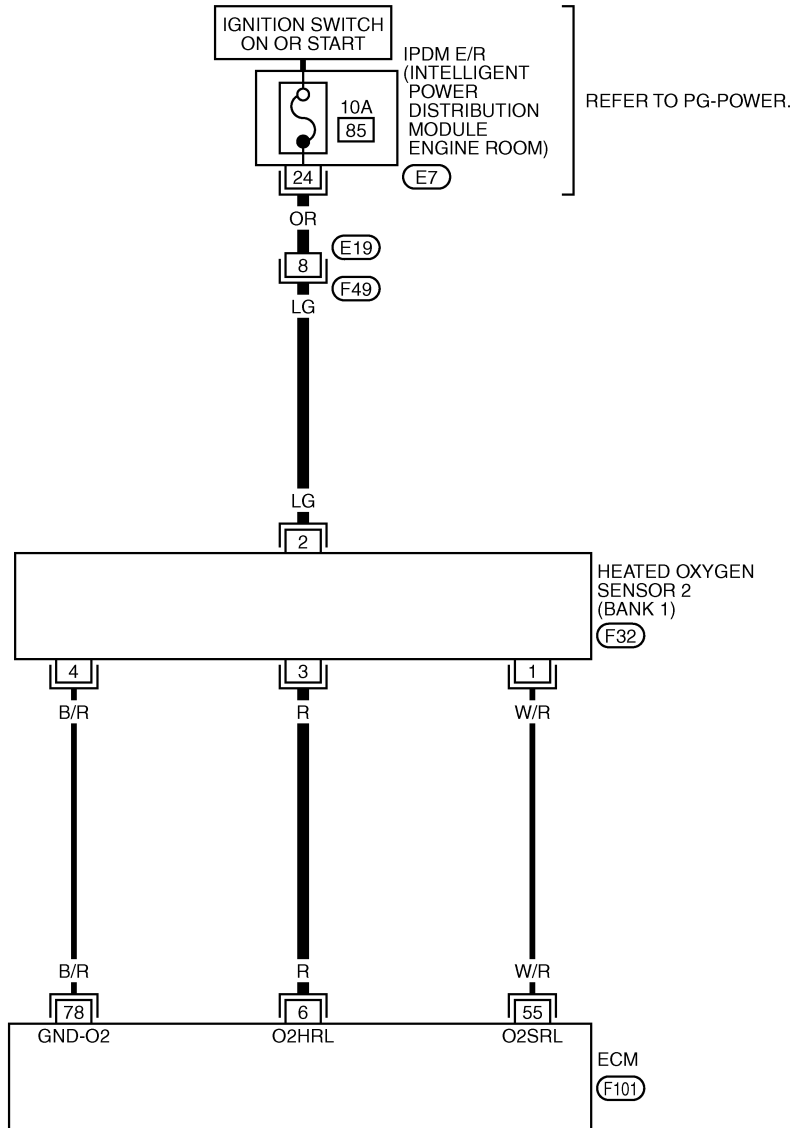 IGNITION SWITCH
ON OR START
IPDM E/R
(INTELLIGENT
POWER
DISTRIBUTION
MODULE
ENGINE ROOM)
REFER TO PG-POWER.
10A
85
24
E7
OR
E19
8
F49
LG
LG
2
HEATED OXYGEN
SENSOR 2
(BANK 1)
F32
4
3
1
B/R
R
W/R
B/R
R
W/R
78
6
55
GND-O2
O2HRL
O2SRL
ECM
F101